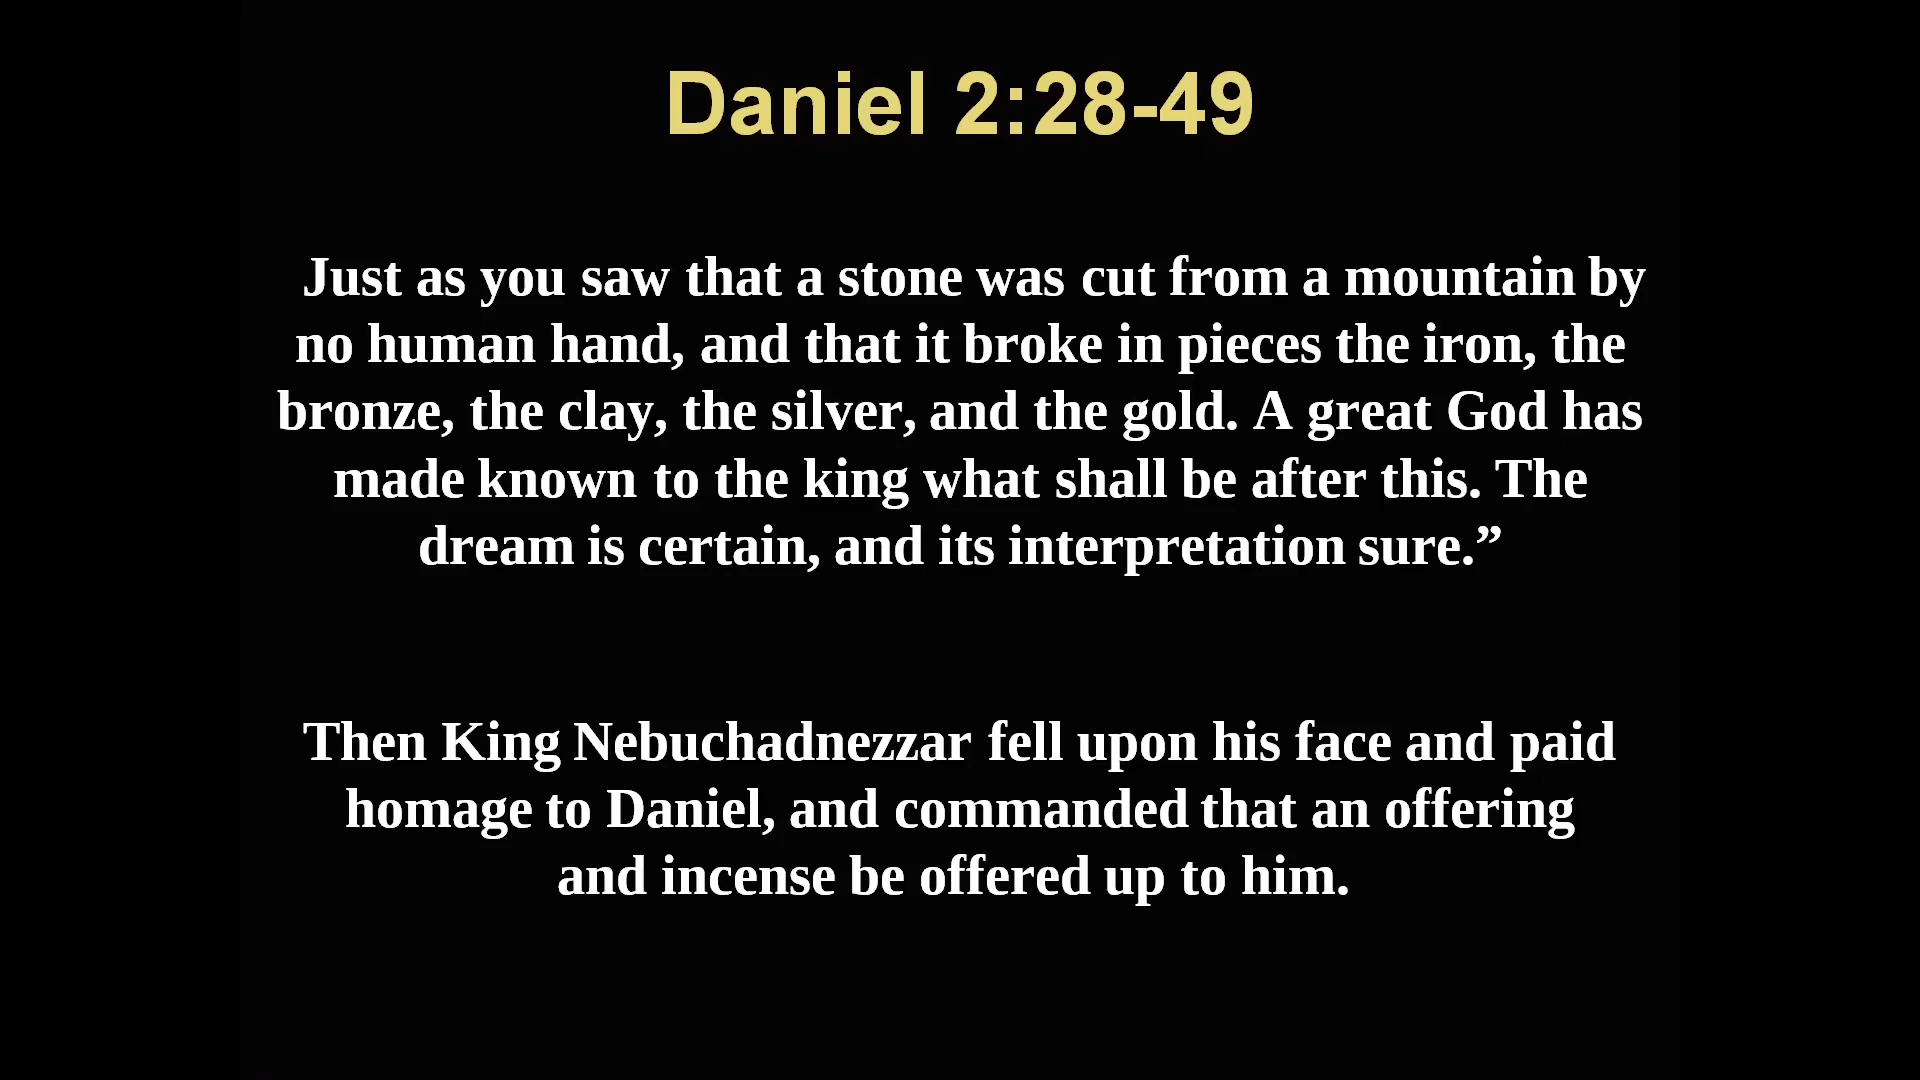 Daniel 2:28-49
Just as you saw that a stone was cut from a mountain by
no human hand, and that it broke in pieces the iron, the
bronze, the clay, the silver, and the gold. A great God has
made known to the king what shall be after this. The
dream is certain, and its interpretation sure.”
Then King Nebuchadnezzar fell upon his face and paid
homage to Daniel, and commanded that an offering
and incense be offered up to him.